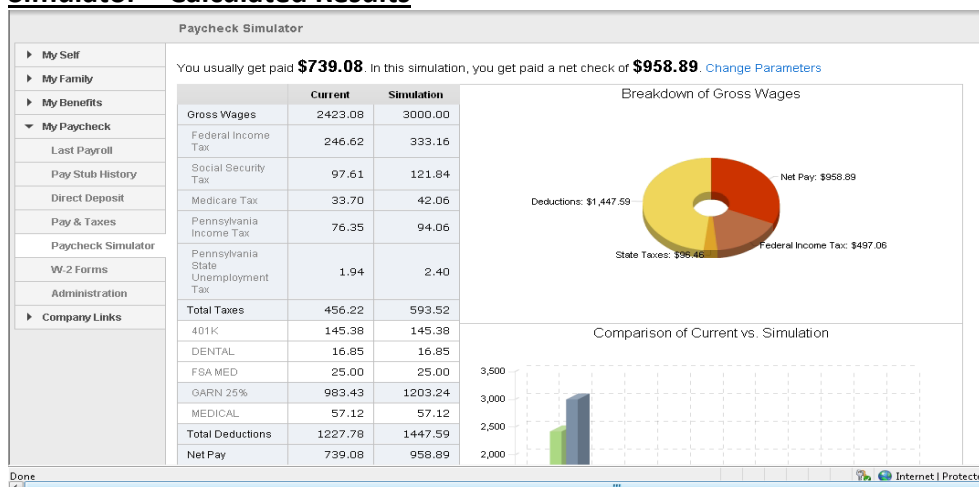 Simulator – Calculated Results
Paycheck Simulator
My Self
My Family
My Benefits
My Paycheck
Last Payroll
Pay Stub History
Direct Deposit
Pay & Taxes
Paycheck Simulator
W-2 Forms
Administration
Company Links
You usually get paid $739.08. In this simulation, you get paid a net check of $958.89. Change Parameters
Current Simulation
Gross Wages 2423.08 3000.00
Federal Income
Tax 246.62 333.16
Social Security
Tax 97.61 121.84
Medicare Tax 33.70 42.06
Pennsylvania
Income Tax 76.35 94.06
Pennsylvania
State
Unemployment
Tax 1.94 2.40
Total Taxes 456.22 593.52
401K 145.38 145.38
DENTAL 16.85 16.85
FSA MED 25.00 25.00
GARN 25% 983.43 1203.24
MEDICAL 57.12 57.12
Total Deductions 1227.78 1447.59
Net Pay 739.08 958.89
Breakdown of Gross Wages
Net Pay: $958.89
Deductions: $1,447.59
Federal Income Tax: $497.06
State Taxes: $96.46
Comparison of Current vs. Simulation
3,500
3,000
2,500
2,000
Done
Internet | Protecte